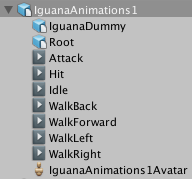 IguanaAnimations1
IguanaDummy
Root
Attack
Hit
Idle
WalkBack
WalkForward
WalkLeft
WalkRight
IguanaAnimations1Avatar